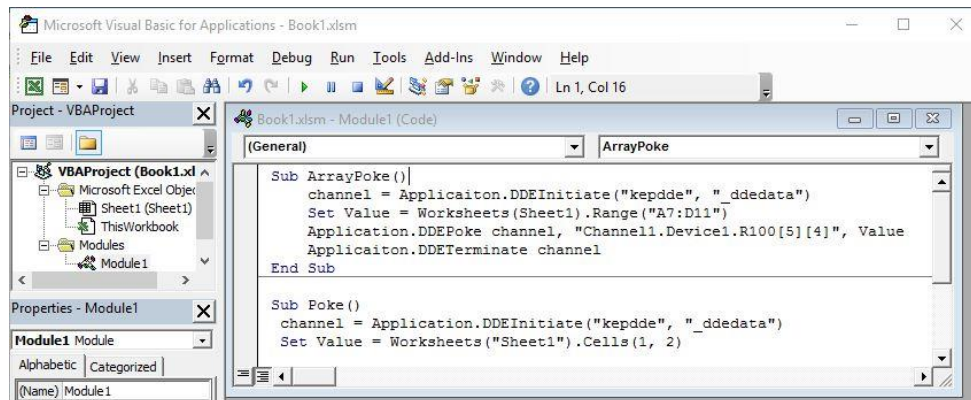 Microsoft Visual Basic for Applications - Book1.xlsm
File Edit View Insert Format Debug Run Tools Add-Ins Window Help
Ln 1, Col 16
Project - VBAProject
VBAProject (Book1.xl
Microsoft Excel Objec
Sheet1 (Sheet1)
ThisWorkbook
Modules
Module1
Properties - Module1
Module1 Module
Alphabetic Categorized
(Name) Module1
Book1.xlsm - Module1 (Code)
(General) ArrayPoke
Sub ArrayPoke()
channel = Applicaiton.DDEInitiate("kepdde", "_ddedata")
Set Value = Worksheets(Sheet1).Range("A7:D11")
Application.DDEPoke channel, "Channel1.Device1.R100[5][4]", Value
Applicaiton.DDETerminate channel
End Sub
Sub Poke()
channel = Application.DDEInitiate("kepdde", "_ddedata")
Set Value = Worksheets("Sheet1").Cells(1, 2)